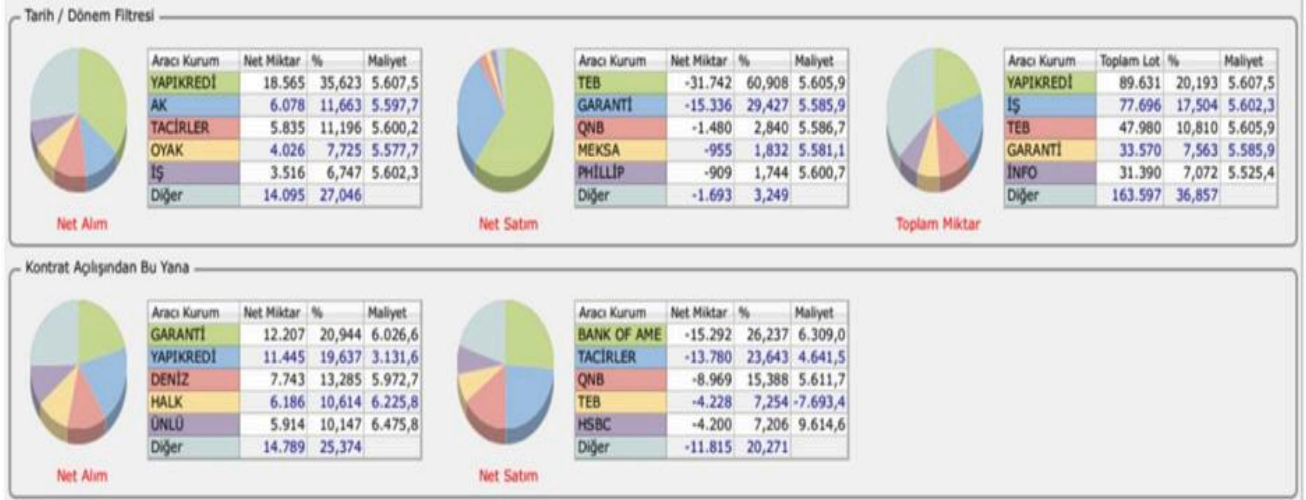 Tarih / Dönem Filtresi
Aracı Kurum Net Miktar % Maliyet
YAPIKREDİ 18.565 35,623 5.607,5
AK 6.078 11,663 5.597,7
TACİRLER 5.835 11,196 5.600,2
OYAK 4.026 7,725 5.577,7
İŞ 3.516 6,747 5.602,3
Diğer 14.095 27,046
Net Alım
Aracı Kurum Net Miktar % Maliyet
TEB -31.742 60,908 5.605,9
GARANTİ -15.336 29,427 5.585,9
QNB -1.480 2,840 5.586,7
MEKSA -955 1,832 5.581,1
PHİLLİP -909 1,744 5.600,7
Diğer -1.693 3,249
Net Satım
Aracı Kurum Toplam Lot % Maliyet
YAPIKREDİ 89.631 20,193 5.607,5
İŞ 77.696 17,504 5.602,3
TEB 47.980 10,810 5.605,9
GARANTİ 33.570 7,563 5.585,9
İNFO 31.390 7,072 5.525,4
Diğer 163.597 36,857
Toplam Miktar
Kontrat Açılışından Bu Yana
Aracı Kurum Net Miktar % Maliyet
GARANTİ 12.207 20,944 6.026,6
YAPIKREDİ 11.445 19,637 3.131,6
DENİZ 7.743 13,285 5.972,7
HALK 6.186 10,614 6.225,8
ÜNLÜ 5.914 10,147 6.475,8
Diğer 14.789 25,374
Net Alım
Aracı Kurum Net Miktar % Maliyet
BANK OF AME -15.292 26,237 6.309,0
TACİRLER -13.780 23,643 4.641,5
QNB -8.969 15,388 5.611,7
TEB -4.228 7,254 -7.693,4
HSBC -4.200 7,206 9.614,6
Diğer -11.815 20,271
Net Satım